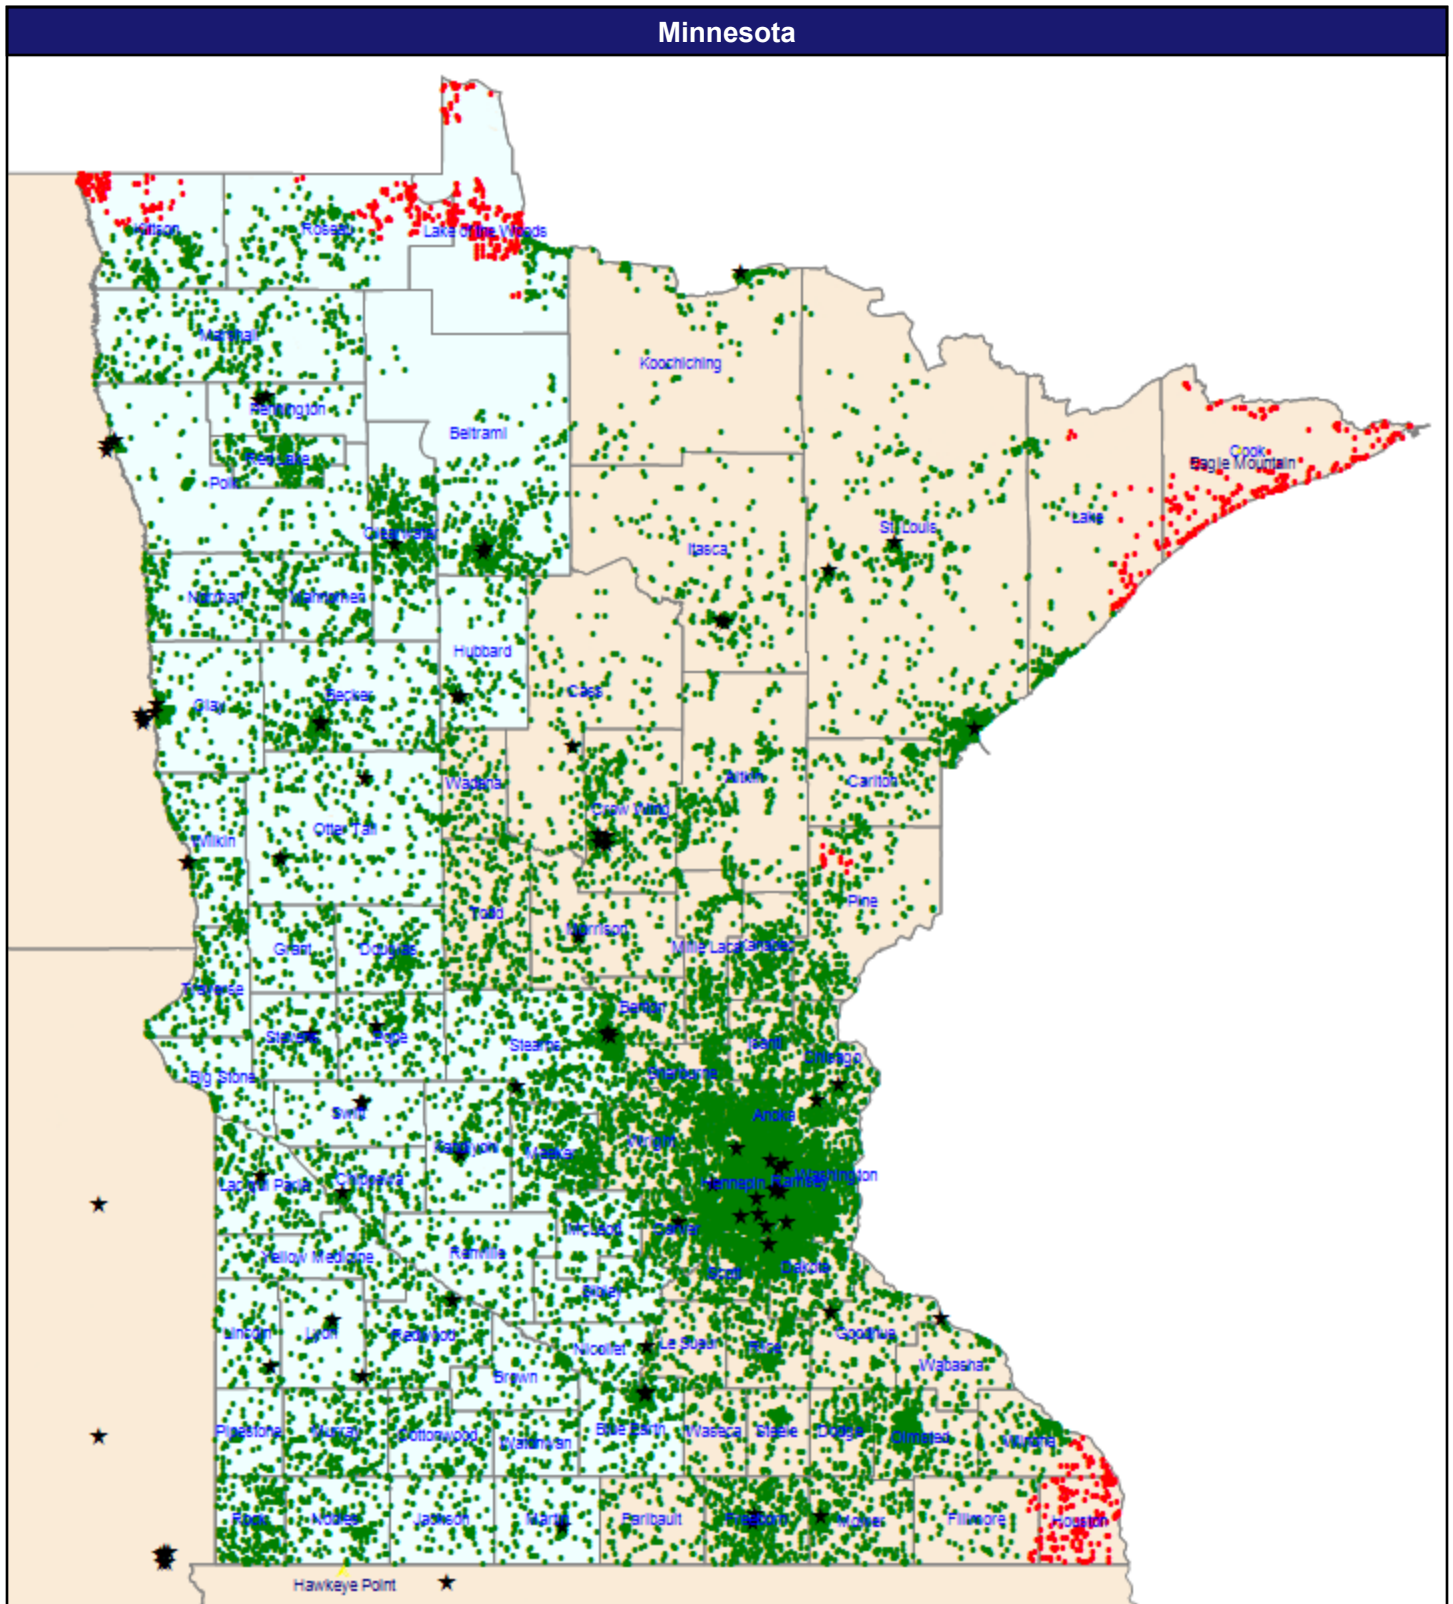 Minnesota
Kittson
Roseau
Lake of the Woods
Marshall
Koochiching
Pennington
Beltrami
Red Lake
Polk
Cook
Eagle Mountain
Lake
Clearwater
St. Louis
Itasca
Norman
Mahnomen
Hubbard
Cass
Clay
Becker
Wadena
Aitkin
Carlton
Crow Wing
Otter Tail
Wilkin
Pine
Todd
Morrison
Mille Lacs
Kanabec
Grant
Douglas
Traverse
Benton
Stevens
Pope
Stearns
Isanti
Chisago
Big Stone
Sherburne
Swift
Anoka
Kandiyohi
Meeker
Wright
Washington
Lac qui Parle
Chippewa
Hennepin
Ramsey
McLeod
Carver
Yellow Medicine
Renville
Scott
Dakota
Sibley
Lincoln
Lyon
Redwood
Nicollet
Le Sueur
Rice
Goodhue
Wabasha
Brown
Pipestone
Murray
Cottonwood
Watonwan
Blue Earth
Waseca
Steele
Dodge
Olmsted
Winona
Rock
Nobles
Jackson
Martin
Faribault
Freeborn
Mower
Fillmore
Houston
Hawkeye Point